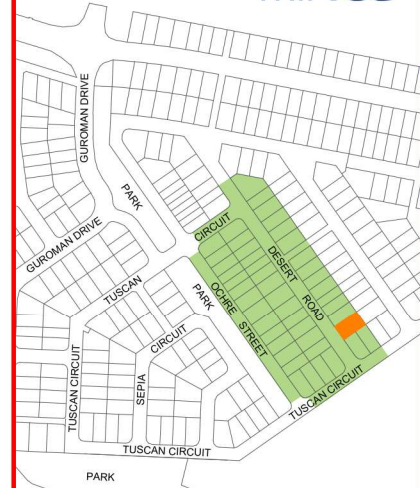 GUROMAN DRIVE
PARK
GUROMAN DRIVE
CIRCUIT
TUSCAN
DESERT
ROAD
PARK
OCHRE
STREET
CIRCUIT
TUSCAN CIRCUIT
SEPIA
TUSCAN CIRCUIT
TUSCAN CIRCUIT
PARK